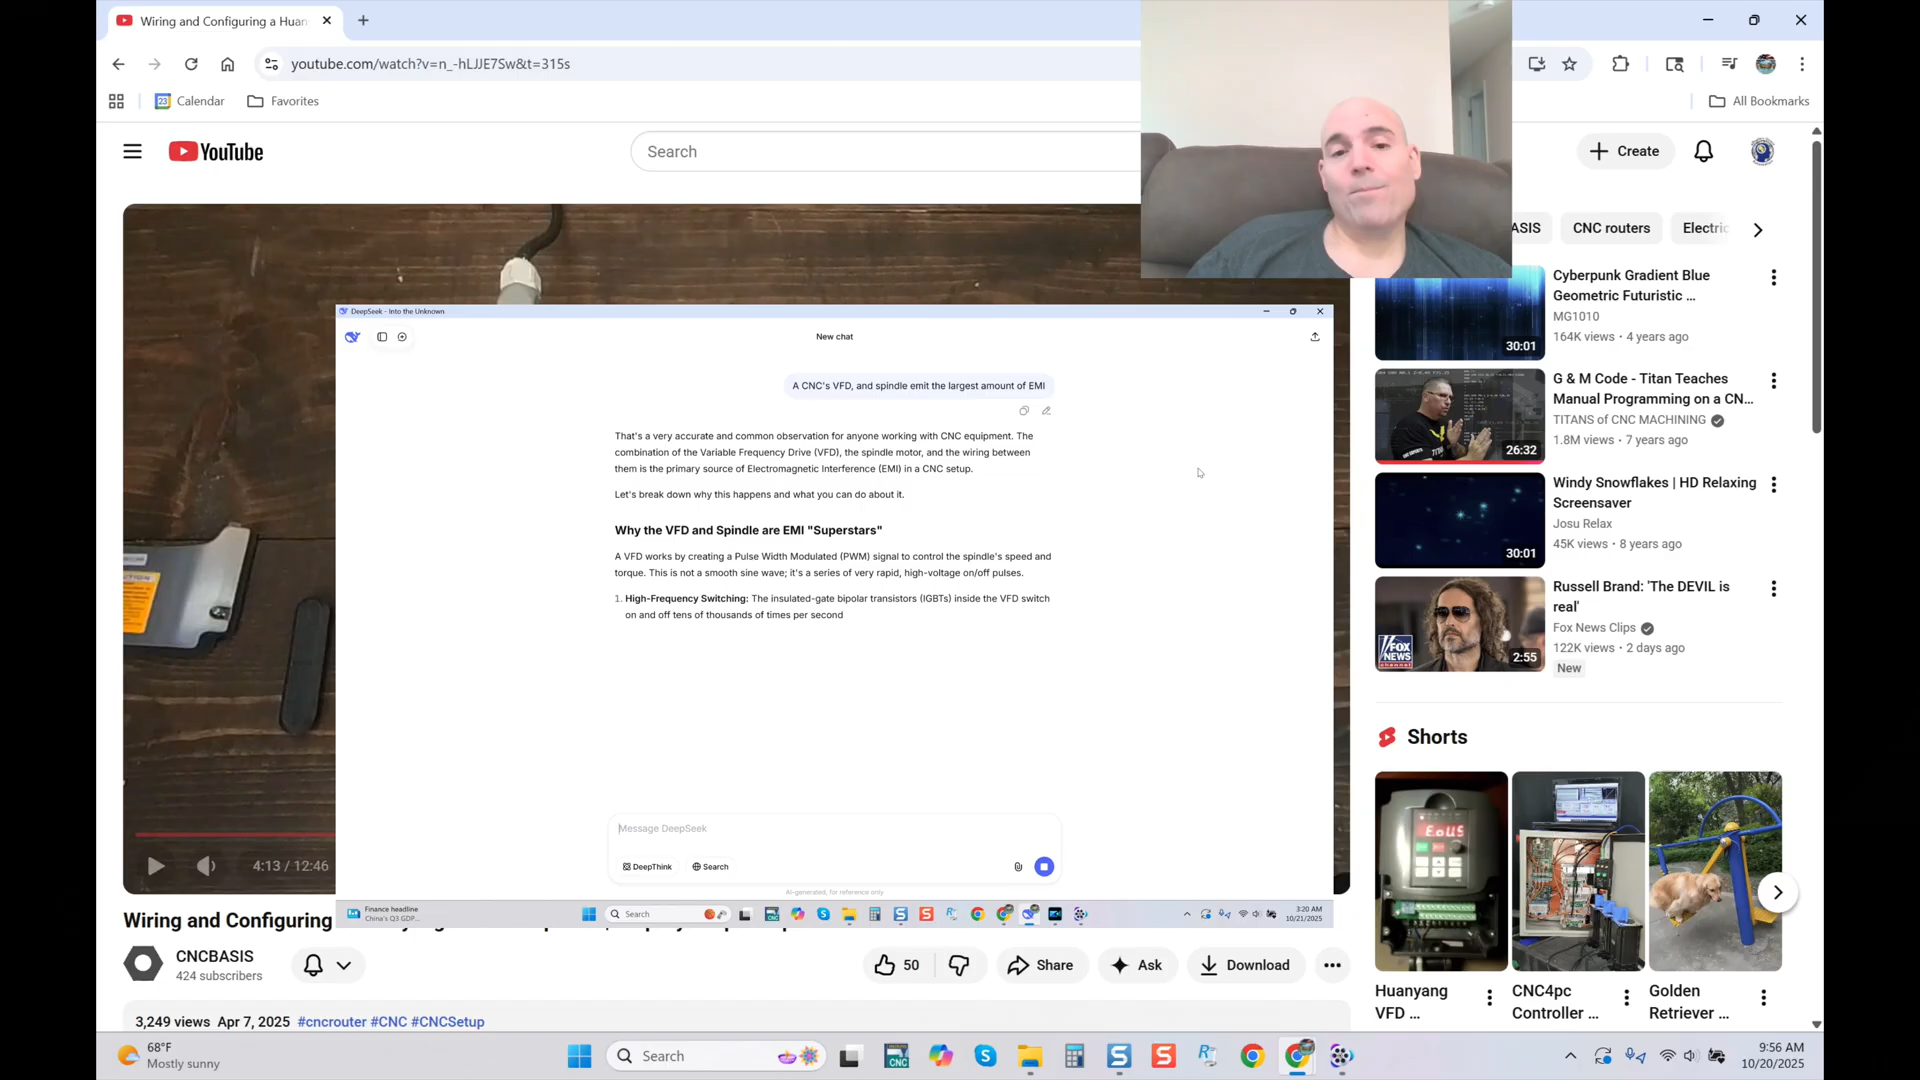 Wiring and Configuring a Huan
youtube.com/watch?v=n_-hLJJE7Sw&t=315s
23
Calendar
Favorites
All Bookmarks
YouTube
Search
Create
ASIS
CNC routers
Electric
DeepSeek - Into the Unknown
New chat
A CNC's VFD, and spindle emit the largest amount of EMI
That's a very accurate and common observation for anyone working with CNC equipment. The
combination of the Variable Frequency Drive (VFD), the spindle motor, and the wiring between
them is the primary source of Electromagnetic Interference (EMI) in a CNC setup.
Let's break down why this happens and what you can do about it.
Why the VFD and Spindle are EMI "Superstars"
A VFD works by creating a Pulse Width Modulated (PWM) signal to control the spindle's speed and
torque. This is not a smooth sine wave; it's a series of very rapid, high-voltage on/off pulses.
1. High-Frequency Switching: The insulated-gate bipolar transistors (IGBTs) inside the VFD switch
on and off tens of thousands of times per second
Message DeepSeek
DeepThink
Search
AI-generated, for reference only
Finance headline
China's Q3 GDP...
Search
3:20 AM
10/21/2025
4:13 / 12:46
Wiring and Configuring
CNCBASIS
424 subscribers
50
Share
Ask
Download
3,249 views Apr 7, 2025 #cncrouter #CNC #CNCSetup
30:01
Cyberpunk Gradient Blue
Geometric Futuristic ...
MG1010
164K views • 4 years ago
26:32
G & M Code - Titan Teaches
Manual Programming on a CN...
TITANS of CNC MACHINING
1.8M views • 7 years ago
30:01
Windy Snowflakes | HD Relaxing
Screensaver
Josu Relax
45K views • 8 years ago
FOX
NEWS
channel
2:55
Russell Brand: 'The DEVIL is
real'
Fox News Clips
122K views • 2 days ago
New
Shorts
Huanyang
VFD ...
CNC4pc
Controller ...
Golden
Retriever ...
68°F
Mostly sunny
Search
CNC
9:56 AM
10/20/2025